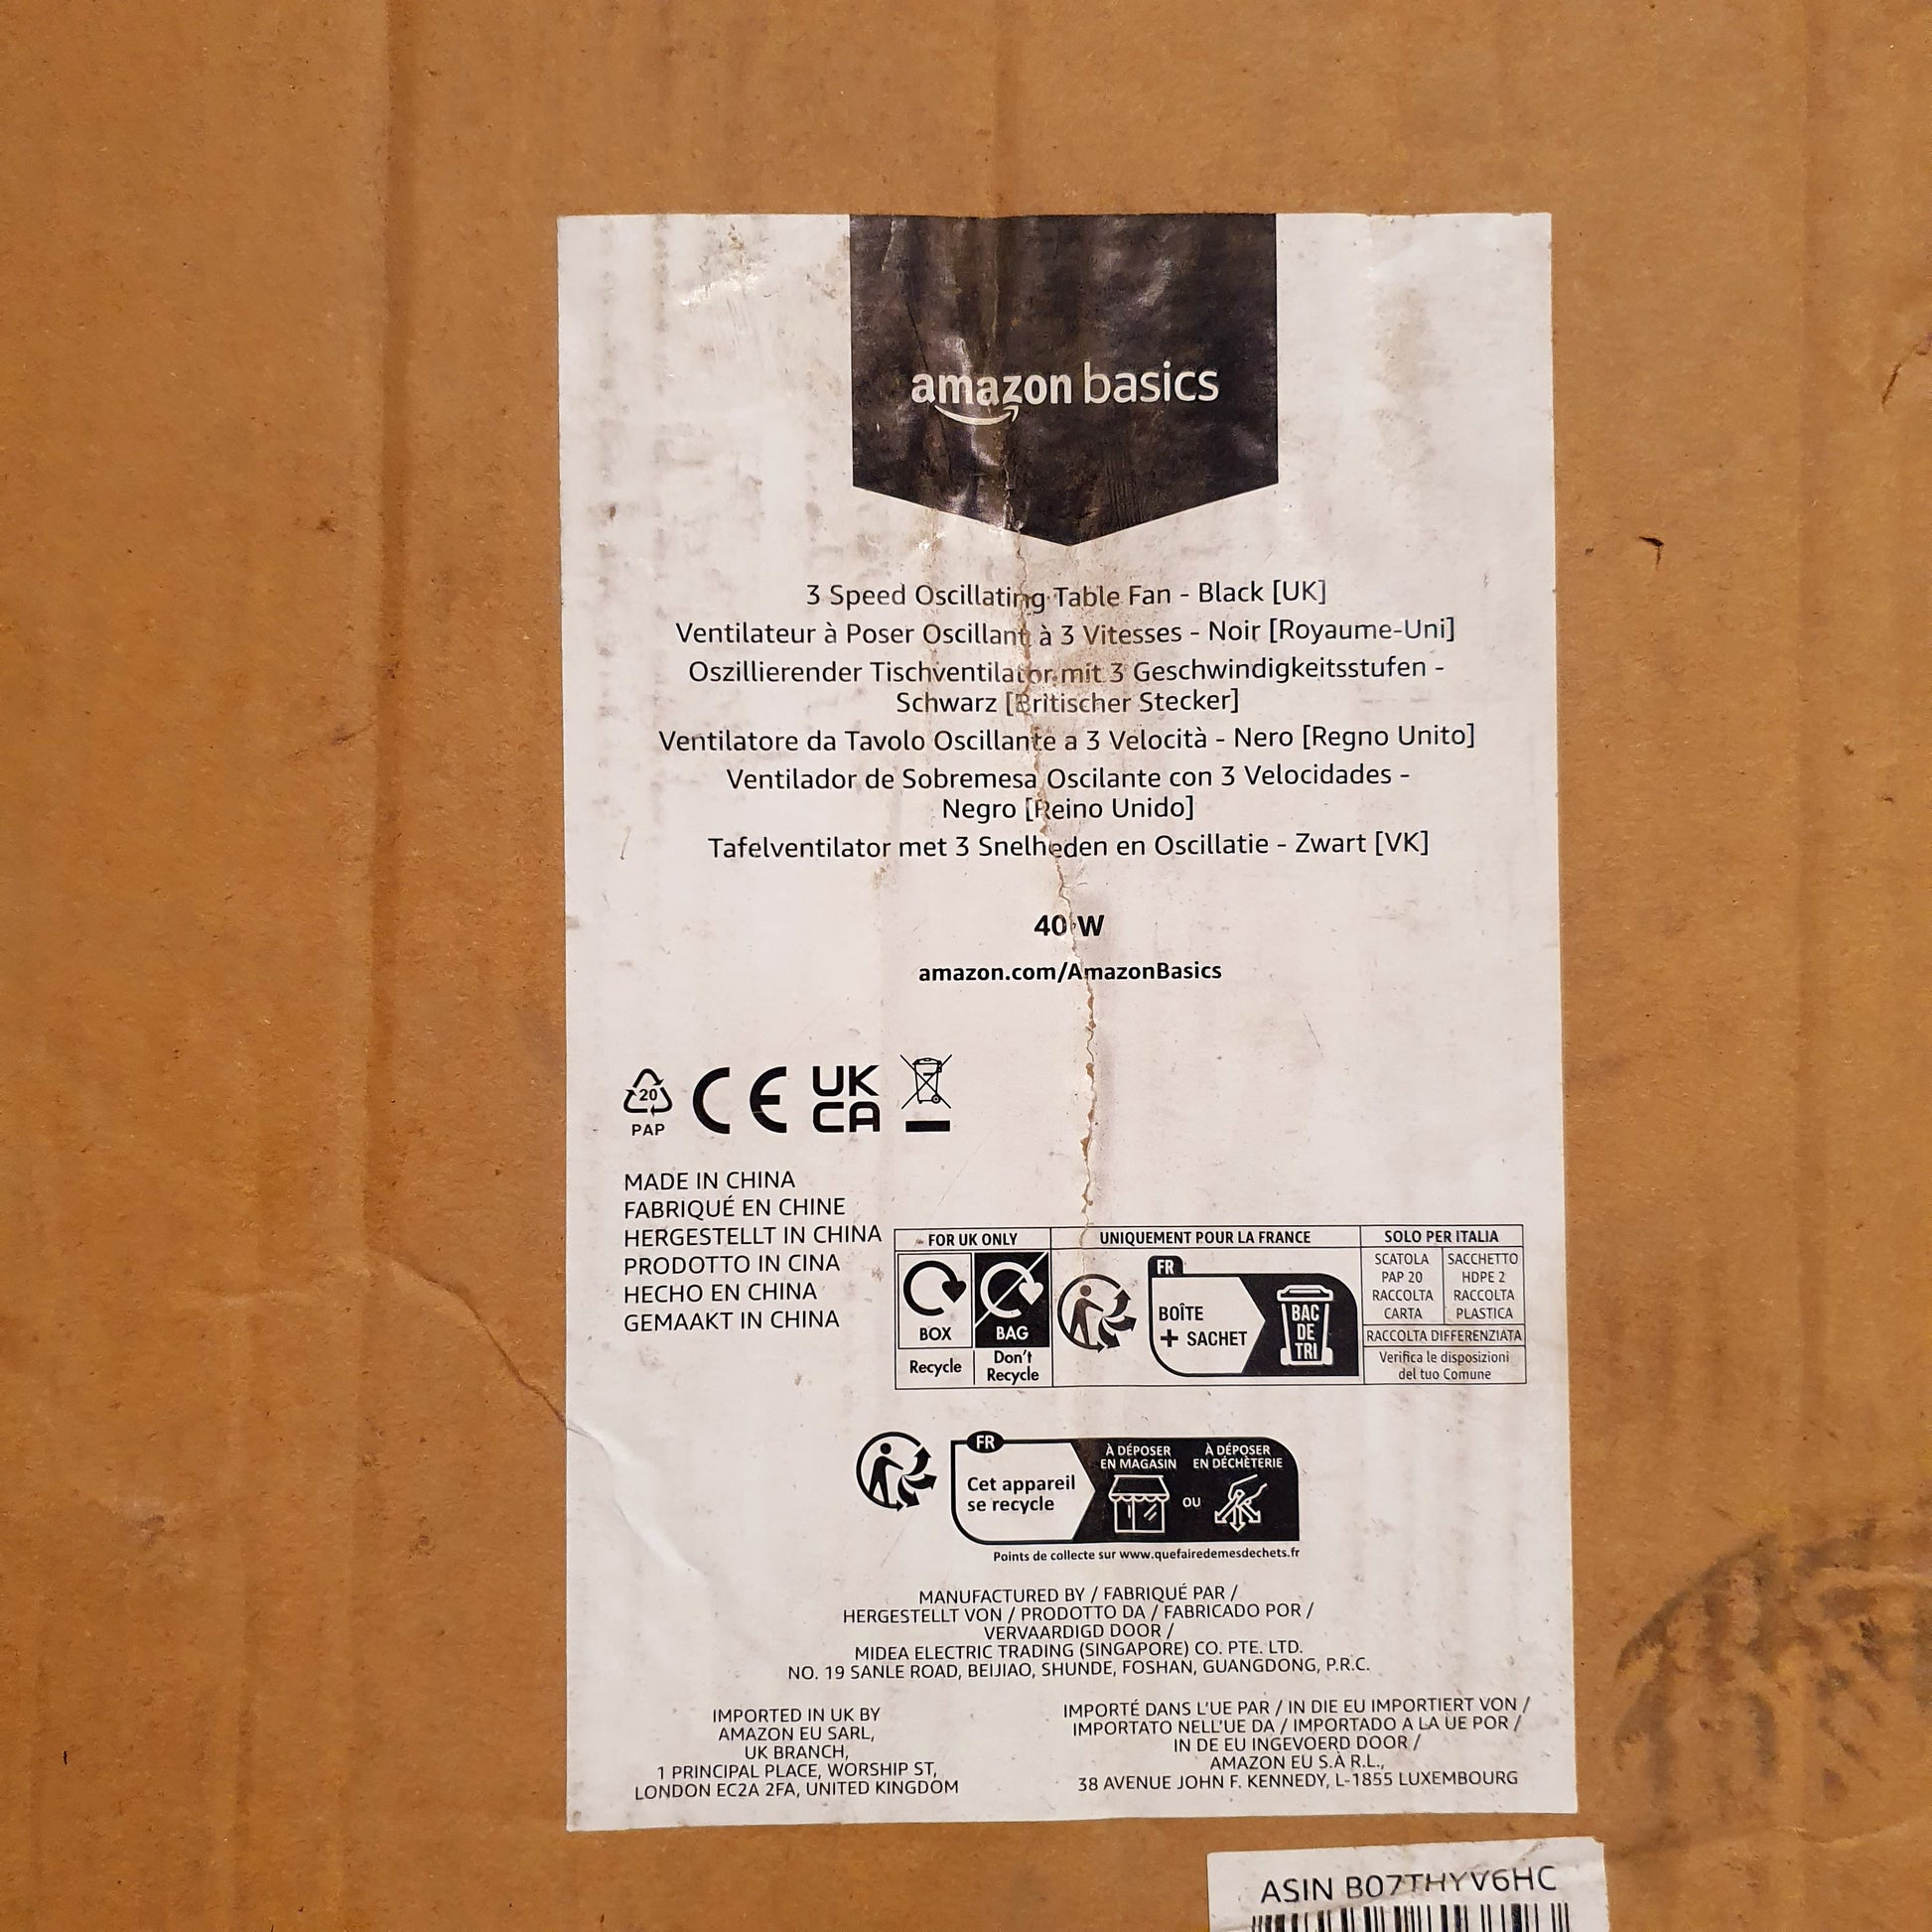 amazon basics
3 Speed Oscillating Table Fan - Black [UK]
Ventilateur à Poser Oscillant à 3 Vitesses - Noir [Royaume-Uni]
Oszillierender Tischventilator mit 3 Geschwindigkeitsstufen -
Schwarz [Britischer Stecker]
Ventilatore da Tavolo Oscillante a 3 Velocità - Nero [Regno Unito]
Ventilador de Sobremesa Oscilante con 3 Velocidades -
Negro [Reino Unido]
Tafelventilator met 3 Snelheden en Oscillatie - Zwart [VK]
40 W
amazon.com/AmazonBasics
20
PAP
CE
UK
CA
MADE IN CHINA
FABRIQUÉ EN CHINE
HERGESTELLT IN CHINA
PRODOTTO IN CINA
HECHO EN CHINA
GEMAAKT IN CHINA
FOR UK ONLY
BOX
Recycle
BAG
Don't
Recycle
UNIQUEMENT POUR LA FRANCE
FR
BOÎTE
+ SACHET
BAC
DE
TRI
SOLO PER ITALIA
SCATOLA
PAP 20
RACCOLTA
CARTA
SACCHETTO
HDPE 2
RACCOLTA
PLASTICA
RACCOLTA DIFFERENZIATA
Verifica le disposizioni
del tuo Comune
FR
Cet appareil
se recycle
À DÉPOSER
EN MAGASIN
OU
À DÉPOSER
EN DÉCHÈTERIE
Points de collecte sur www.quefairedemesdechets.fr
MANUFACTURED BY / FABRIQUÉ PAR /
HERGESTELLT VON / PRODOTTO DA / FABRICADO POR /
VERVAARDIGD DOOR /
MIDEA ELECTRIC TRADING (SINGAPORE) CO. PTE. LTD.
NO. 19 SANLE ROAD, BEIJIAO, SHUNDE, FOSHAN, GUANGDONG, P.R.C.
IMPORTED IN UK BY
AMAZON EU SARL,
UK BRANCH,
1 PRINCIPAL PLACE, WORSHIP ST,
LONDON EC2A 2FA, UNITED KINGDOM
IMPORTÉ DANS L'UE PAR / IN DIE EU IMPORTIERT VON /
IMPORTATO NELL'UE DA / IMPORTADO A LA UE POR /
IN DE EU INGEVOERD DOOR /
AMAZON EU S.À R.L.,
38 AVENUE JOHN F. KENNEDY, L-1855 LUXEMBOURG
ASIN B07THYV6HC